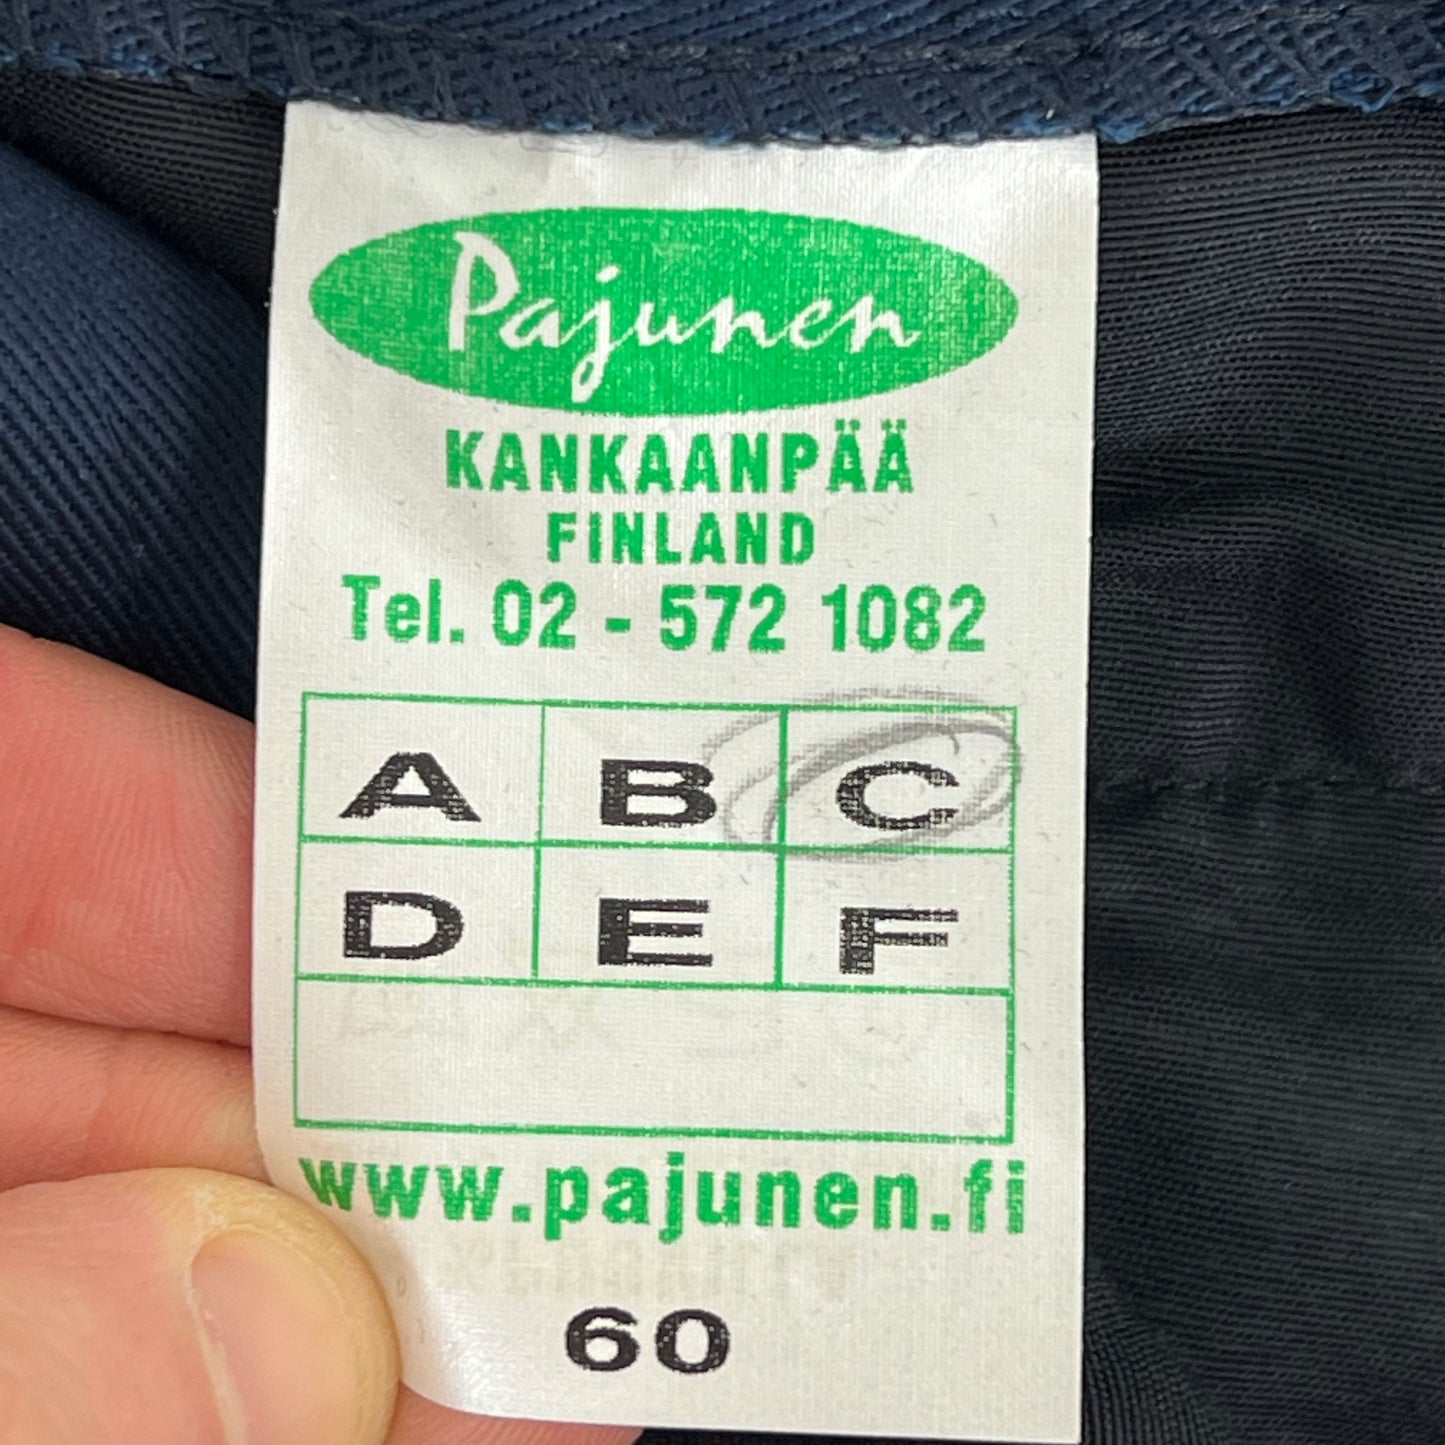 Pajunen
KANKAANPÄÄ
FINLAND
Tel. 02 - 572 1082
A B C
D E F
www.pajunen.fi
60